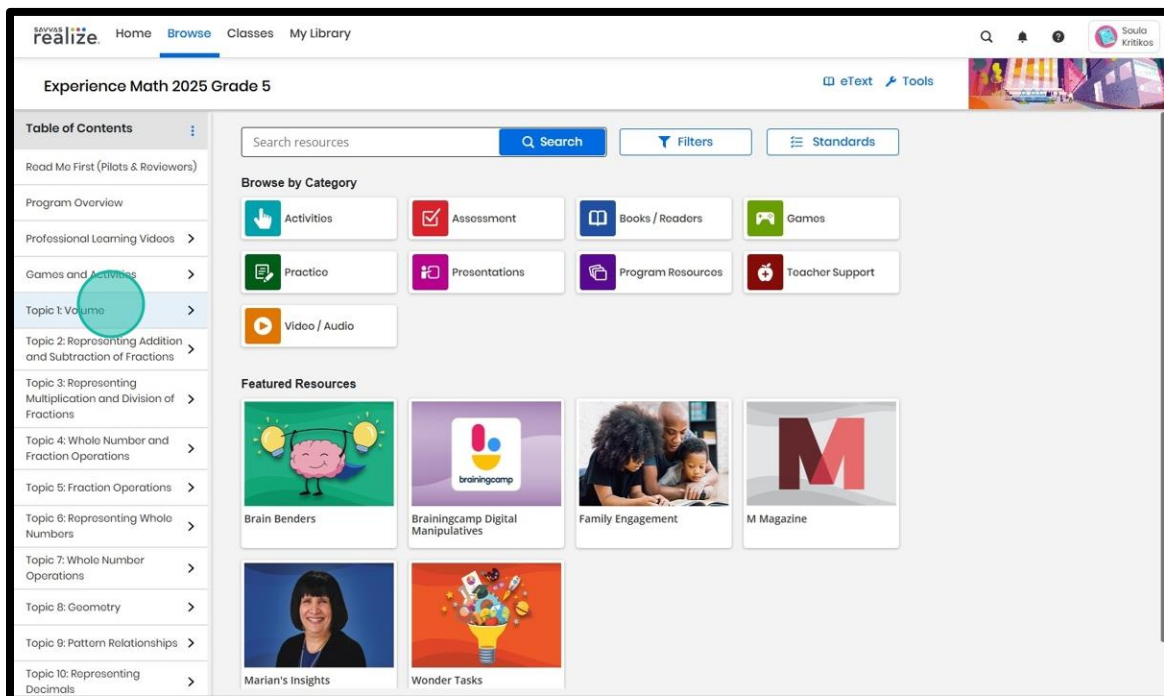 SAVVAS
realize.
Home Browse Classes My Library
Soula
Kritikos
Experience Math 2025 Grade 5
eText Tools
Table of Contents
Read Me First (Pilots & Reviewers)
Program Overview
Professional Learning Videos
Games and Activities
Topic 1: Volume
Topic 2: Representing Addition
and Subtraction of Fractions
Topic 3: Representing
Multiplication and Division of
Fractions
Topic 4: Whole Number and
Fraction Operations
Topic 5: Fraction Operations
Topic 6: Representing Whole
Numbers
Topic 7: Whole Number
Operations
Topic 8: Geometry
Topic 9: Pattern Relationships
Topic 10: Representing
Decimals
Search resources
Search
Filters
Standards
Browse by Category
Activities
Assessment
Books / Readers
Games
Practice
Presentations
Program Resources
Teacher Support
Video / Audio
Featured Resources
brainingcamp
M
Brain Benders
Brainingcamp Digital
Manipulatives
Family Engagement
M Magazine
Marian's Insights
Wonder Tasks